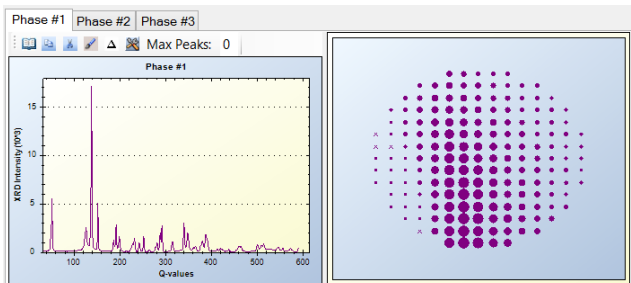 Phase #1 Phase #2 Phase #3
Max Peaks: 0
Phase #1
XRD Intensity (10^3)
15
10
5
0
100 200 300 400 500 600
Q-values